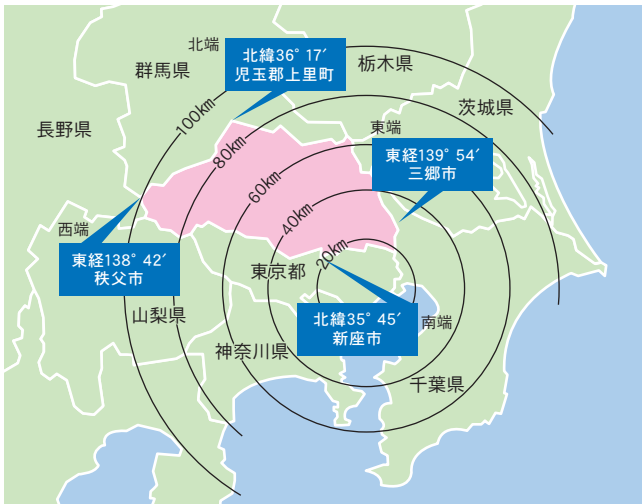 北端
北緯36°17′
児玉郡上里町
栃木県
群馬県
茨城県
長野県
100km
東端
80km
東経139°54′
三郷市
60km
40km
西端
20km
東経138°42′
秩父市
東京都
北緯35°45′
新座市
南端
山梨県
神奈川県
千葉県